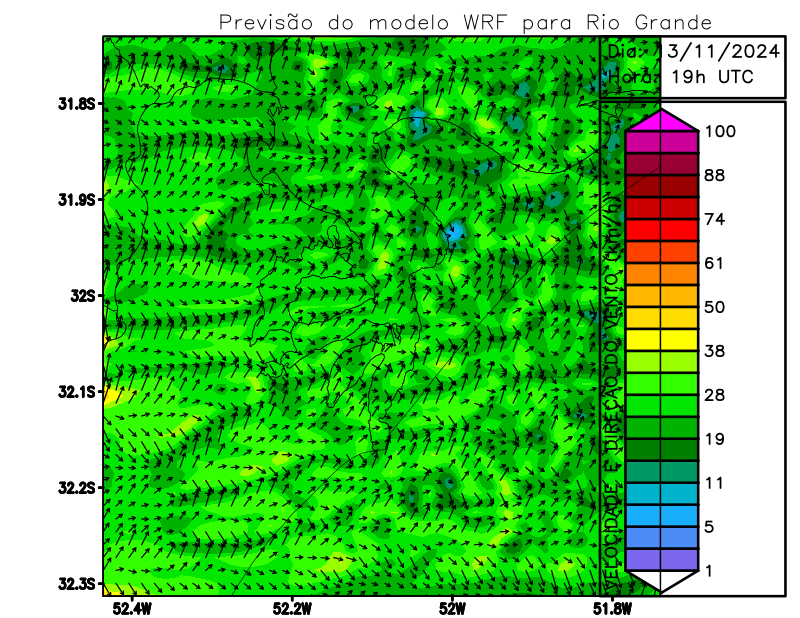 Previsão do modelo WRF para Rio Grande
Dia: 3/11/2024
Hora: 19h UTC
31.8S
31.9S
32S
32.1S
32.2S
32.3S
52.4W
52.2W
52W
51.8W
VELOCIDADE E DIREÇÃO DO VENTO (km/h)
100
88
74
61
50
38
28
19
11
5
1